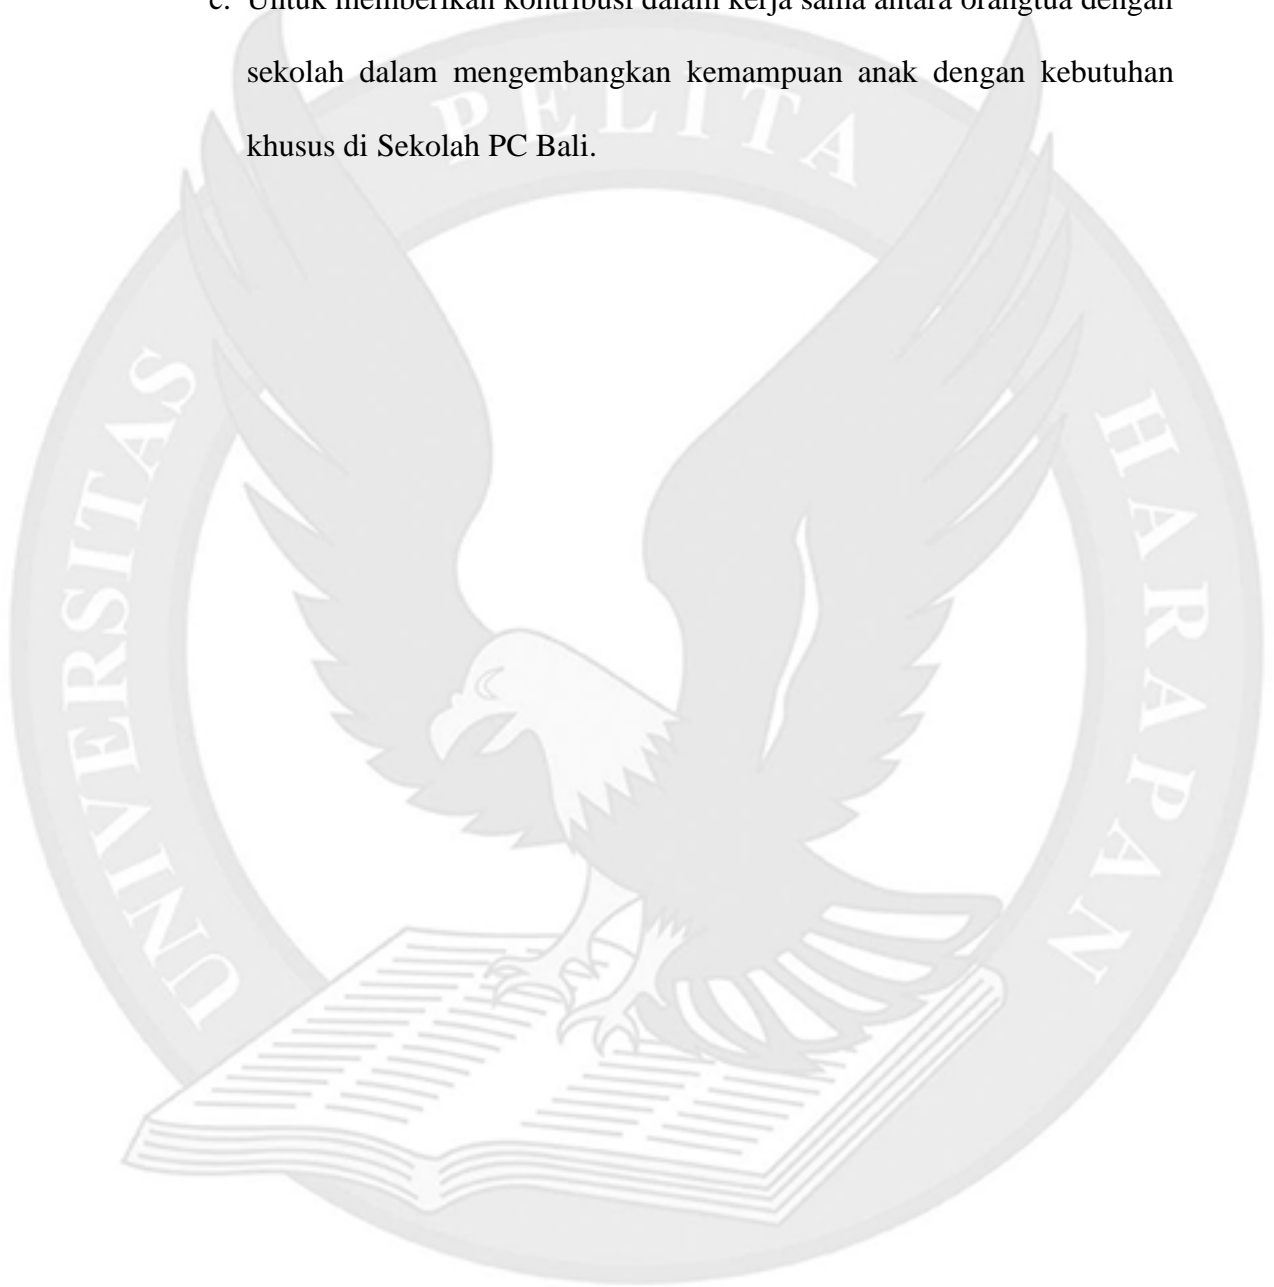 c. Untuk memberikan kontribusi dalam kerja sama antara orangtua dengan
sekolah dalam mengembangkan kemampuan anak dengan kebutuhan
khusus di Sekolah PC Bali.
UNIVERSITAS PELITA HARAPAN